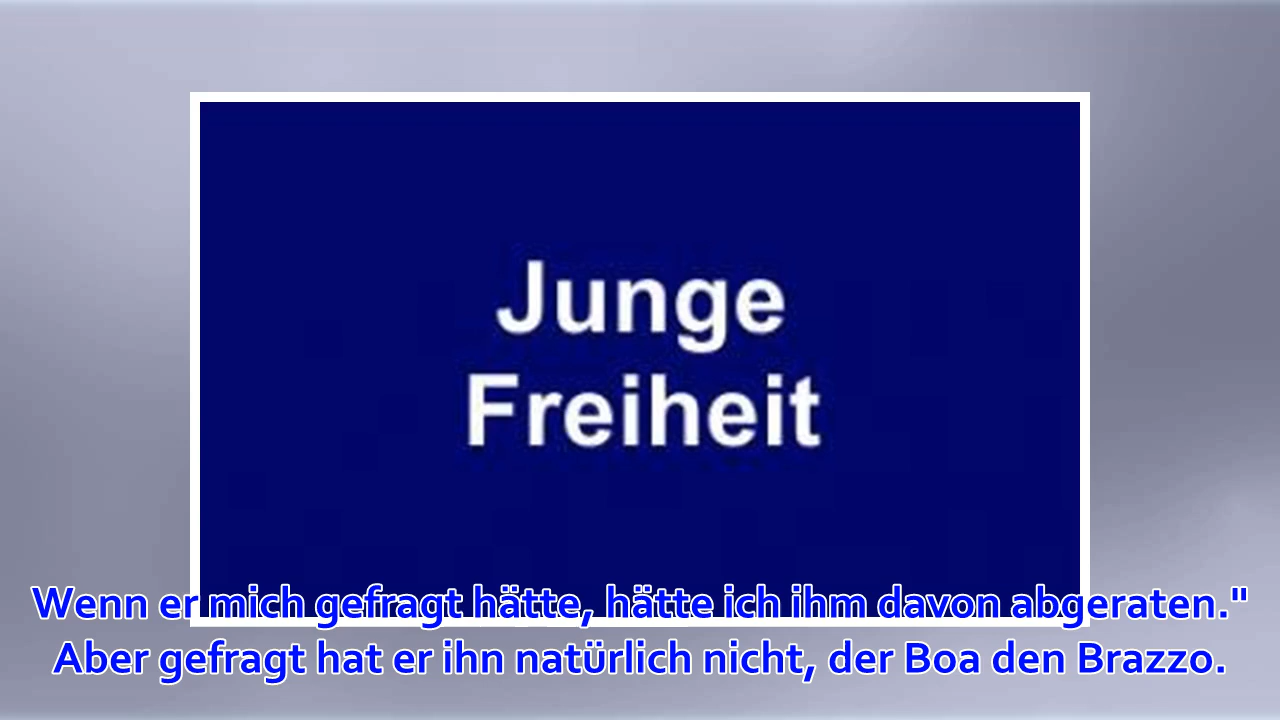 Junge
Freiheit
Wenn er mich gefragt hätte, hätte ich ihm davon abgeraten."
Aber gefragt hat er ihn natürlich nicht, der Boa den Brazzo.